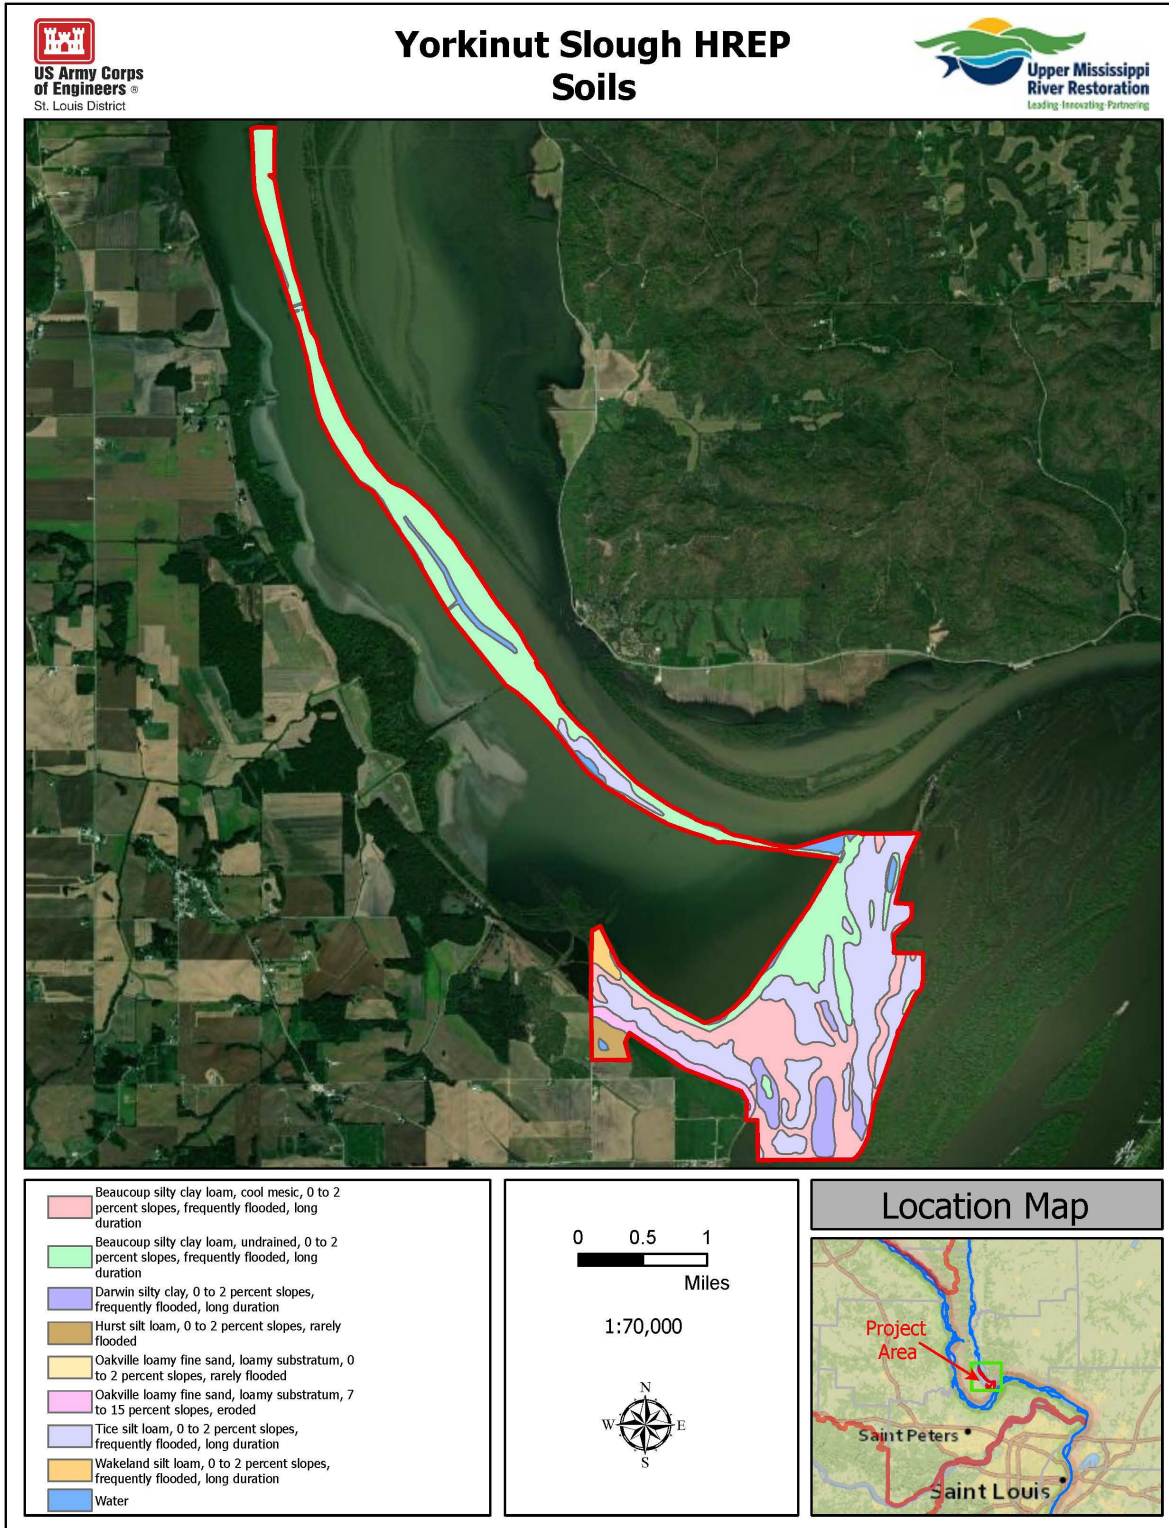 US Army Corps
of Engineers ®
St. Louis District
Yorkinut Slough HREP
Soils
Upper Mississippi
River Restoration
Leading-Innovating-Partnering
Beaucoup silty clay loam, cool mesic, 0 to 2
percent slopes, frequently flooded, long
duration
Beaucoup silty clay loam, undrained, 0 to 2
percent slopes, frequently flooded, long
duration
Darwin silty clay, 0 to 2 percent slopes,
frequently flooded, long duration
Hurst silt loam, 0 to 2 percent slopes, rarely
flooded
Oakville loamy fine sand, loamy substratum, 0
to 2 percent slopes, rarely flooded
Oakville loamy fine sand, loamy substratum, 7
to 15 percent slopes, eroded
Tice silt loam, 0 to 2 percent slopes,
frequently flooded, long duration
Wakeland silt loam, 0 to 2 percent slopes,
frequently flooded, long duration
Water
0 0.5 1
Miles
1:70,000
N
W E
S
Location Map
Project
Area
Saint Peters
Saint Louis